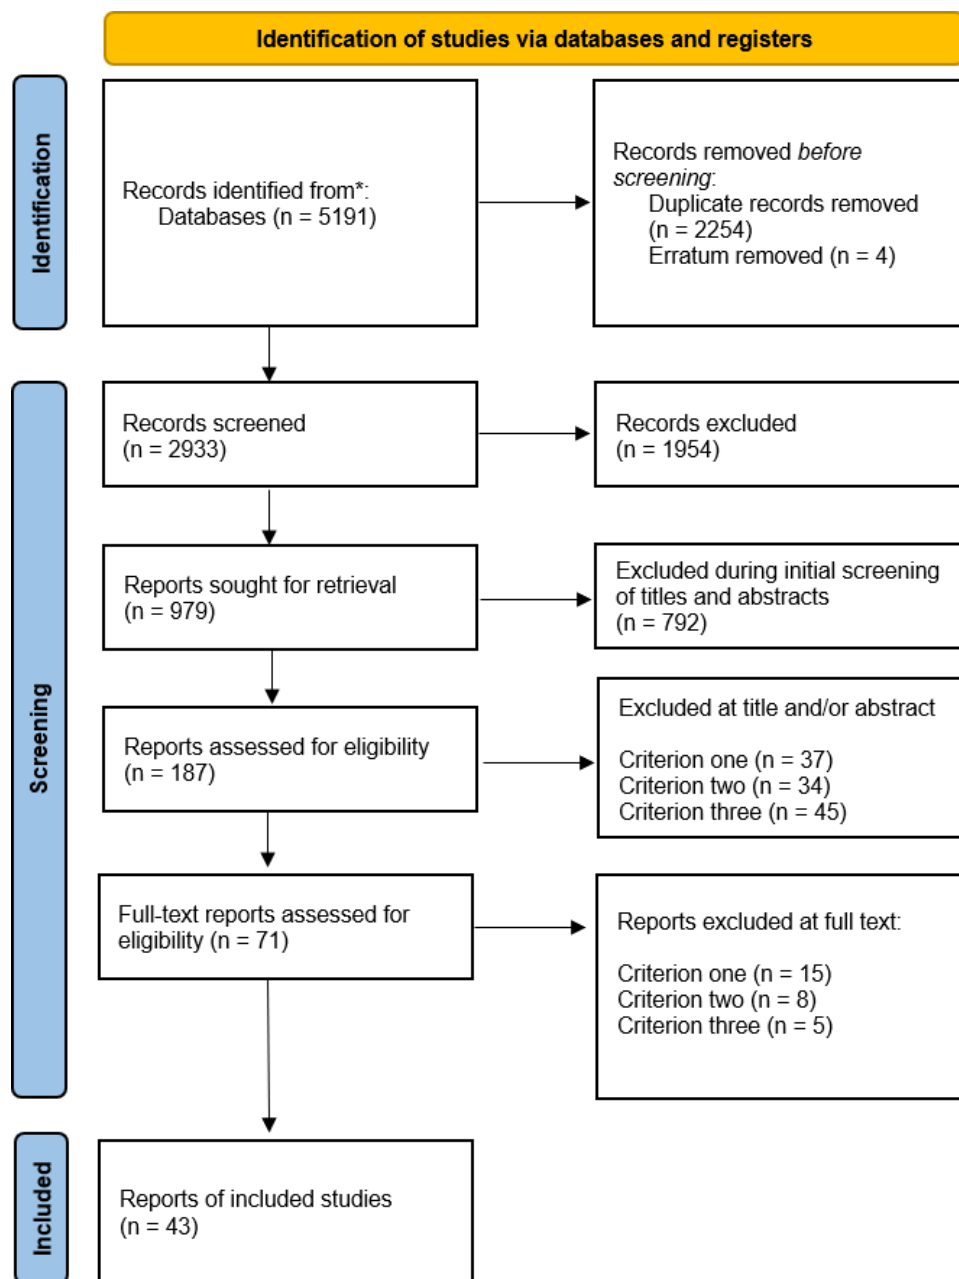 Identification of studies via databases and registers
Identification
Records identified from*:
Databases (n = 5191)
Records removed before
screening:
Duplicate records removed
(n = 2254)
Erratum removed (n = 4)
Screening
Records screened
(n = 2933)
Records excluded
(n = 1954)
Reports sought for retrieval
(n = 979)
Excluded during initial screening
of titles and abstracts
(n = 792)
Reports assessed for eligibility
(n = 187)
Excluded at title and/or abstract
Criterion one (n = 37)
Criterion two (n = 34)
Criterion three (n = 45)
Full-text reports assessed for
eligibility (n = 71)
Reports excluded at full text:
Criterion one (n = 15)
Criterion two (n = 8)
Criterion three (n = 5)
Included
Reports of included studies
(n = 43)